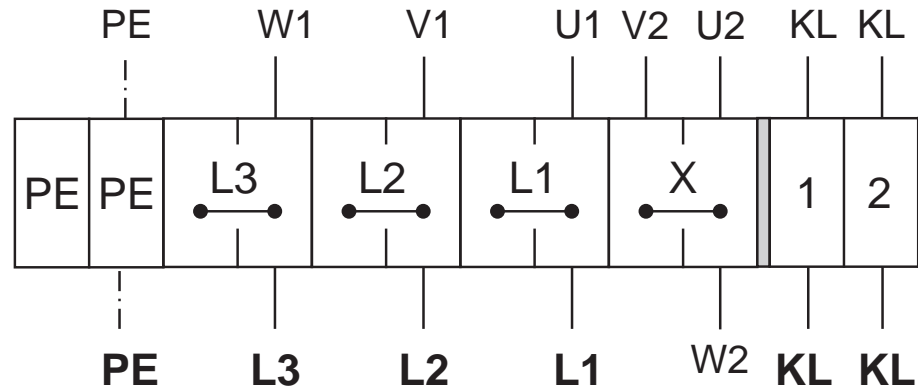 PE W1 V1 U1 V2 U2 KL KL
PE PE L3 L2 L1 X 1 2
PE L3 L2 L1 W2 KL KL